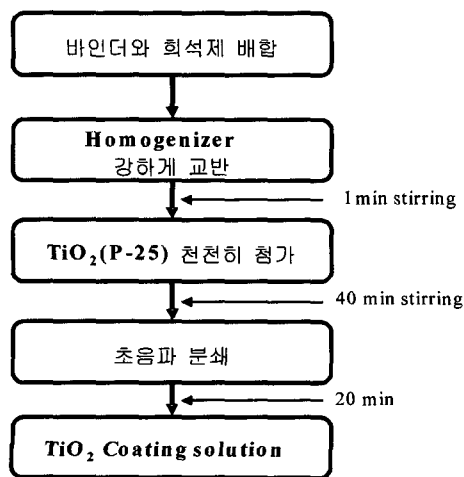 바인더와 희석제 배합
Homogenizer
강하게 교반
1 min stirring
TiO₂(P-25) 천천히 첨가
40 min stirring
초음파 분쇄
20 min
TiO₂ Coating solution